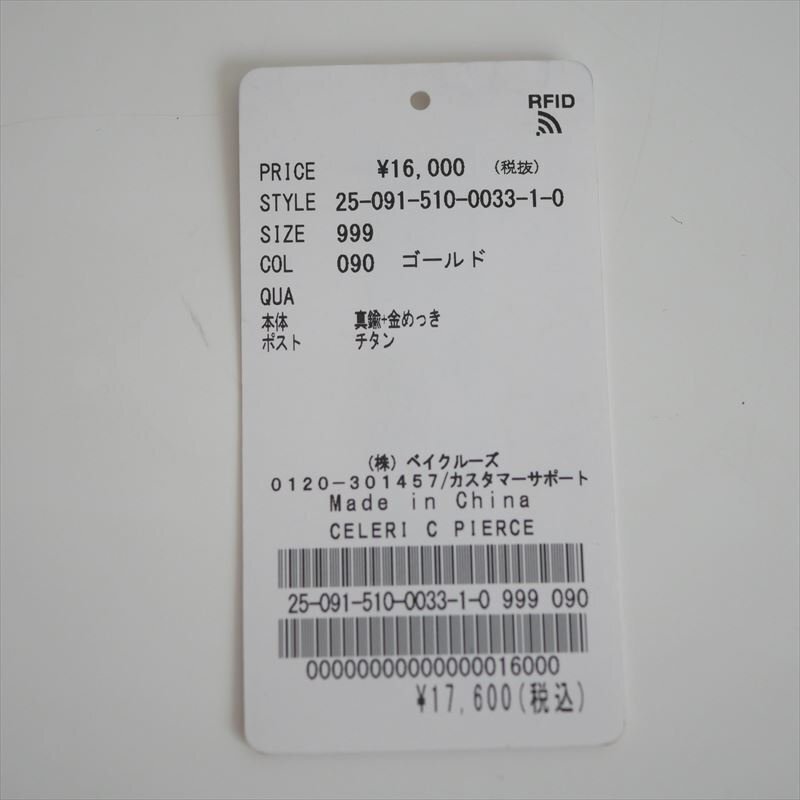 RFID
PRICE ¥16,000 (税抜)
STYLE 25-091-510-0033-1-0
SIZE 999
COL 090 ゴールド
QUA
本体 真鍮+金めっき
ポスト チタン
(株) ベイクルーズ
0120-301457/カスタマーサポート
Made in China
CELERI C PIERCE
25-091-510-0033-1-0 999 090
000000000000000016000
¥17,600(税込)